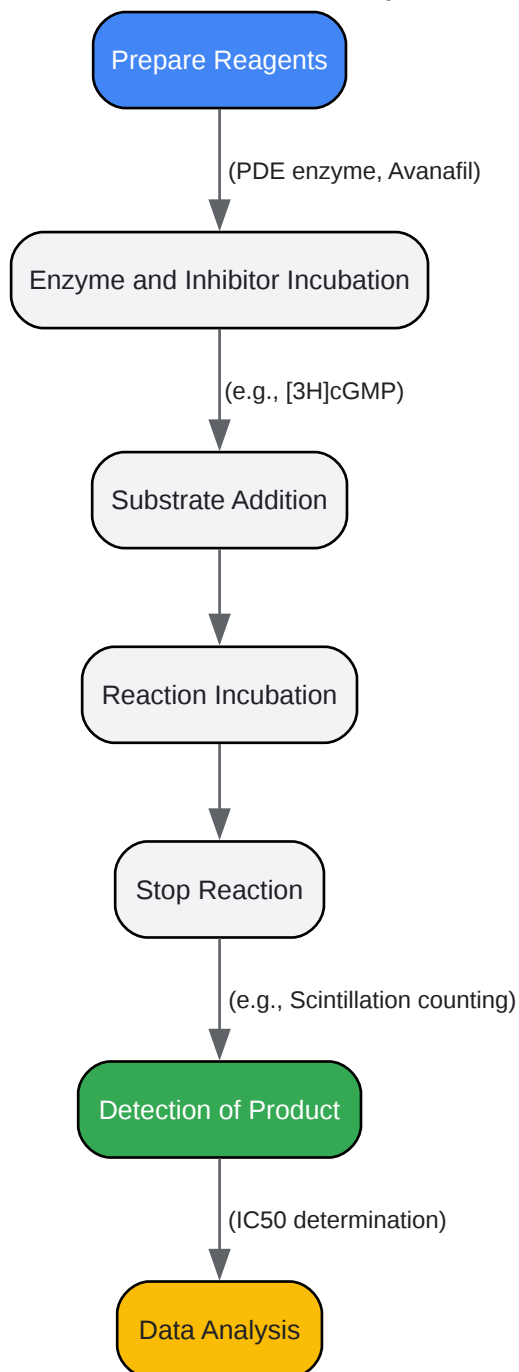 Prepare Reagents
(PDE enzyme, Avanafil)
Enzyme and Inhibitor Incubation
(e.g., [3H]cGMP)
Substrate Addition
Reaction Incubation
Stop Reaction
(e.g., Scintillation counting)
Detection of Product
(IC50 determination)
Data Analysis